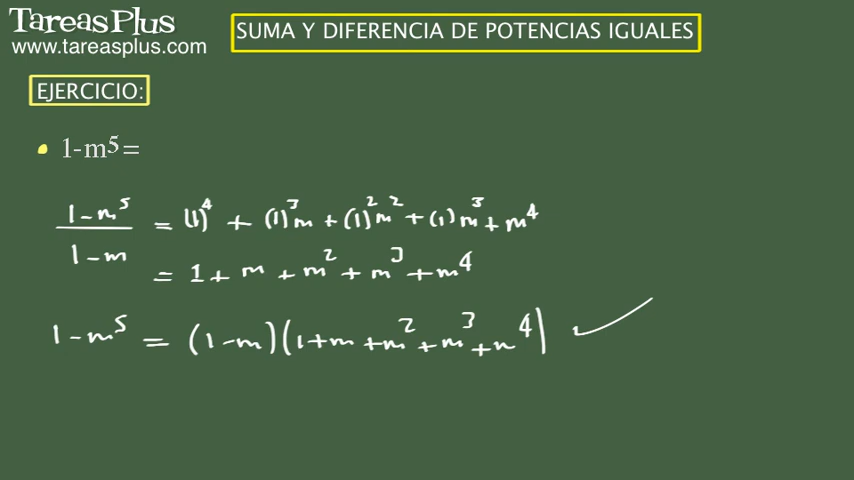 TareasPlus
www.tareasplus.com
SUMA Y DIFERENCIA DE POTENCIAS IGUALES
EJERCICIO:
• 1-m⁵=
(1-m⁵)/(1-m) = (1)⁴ + (1)³m + (1)²m² + (1)m³ + m⁴
= 1 + m + m² + m³ + m⁴
1-m⁵ = (1-m)(1+m+m²+m³+m⁴) ✓